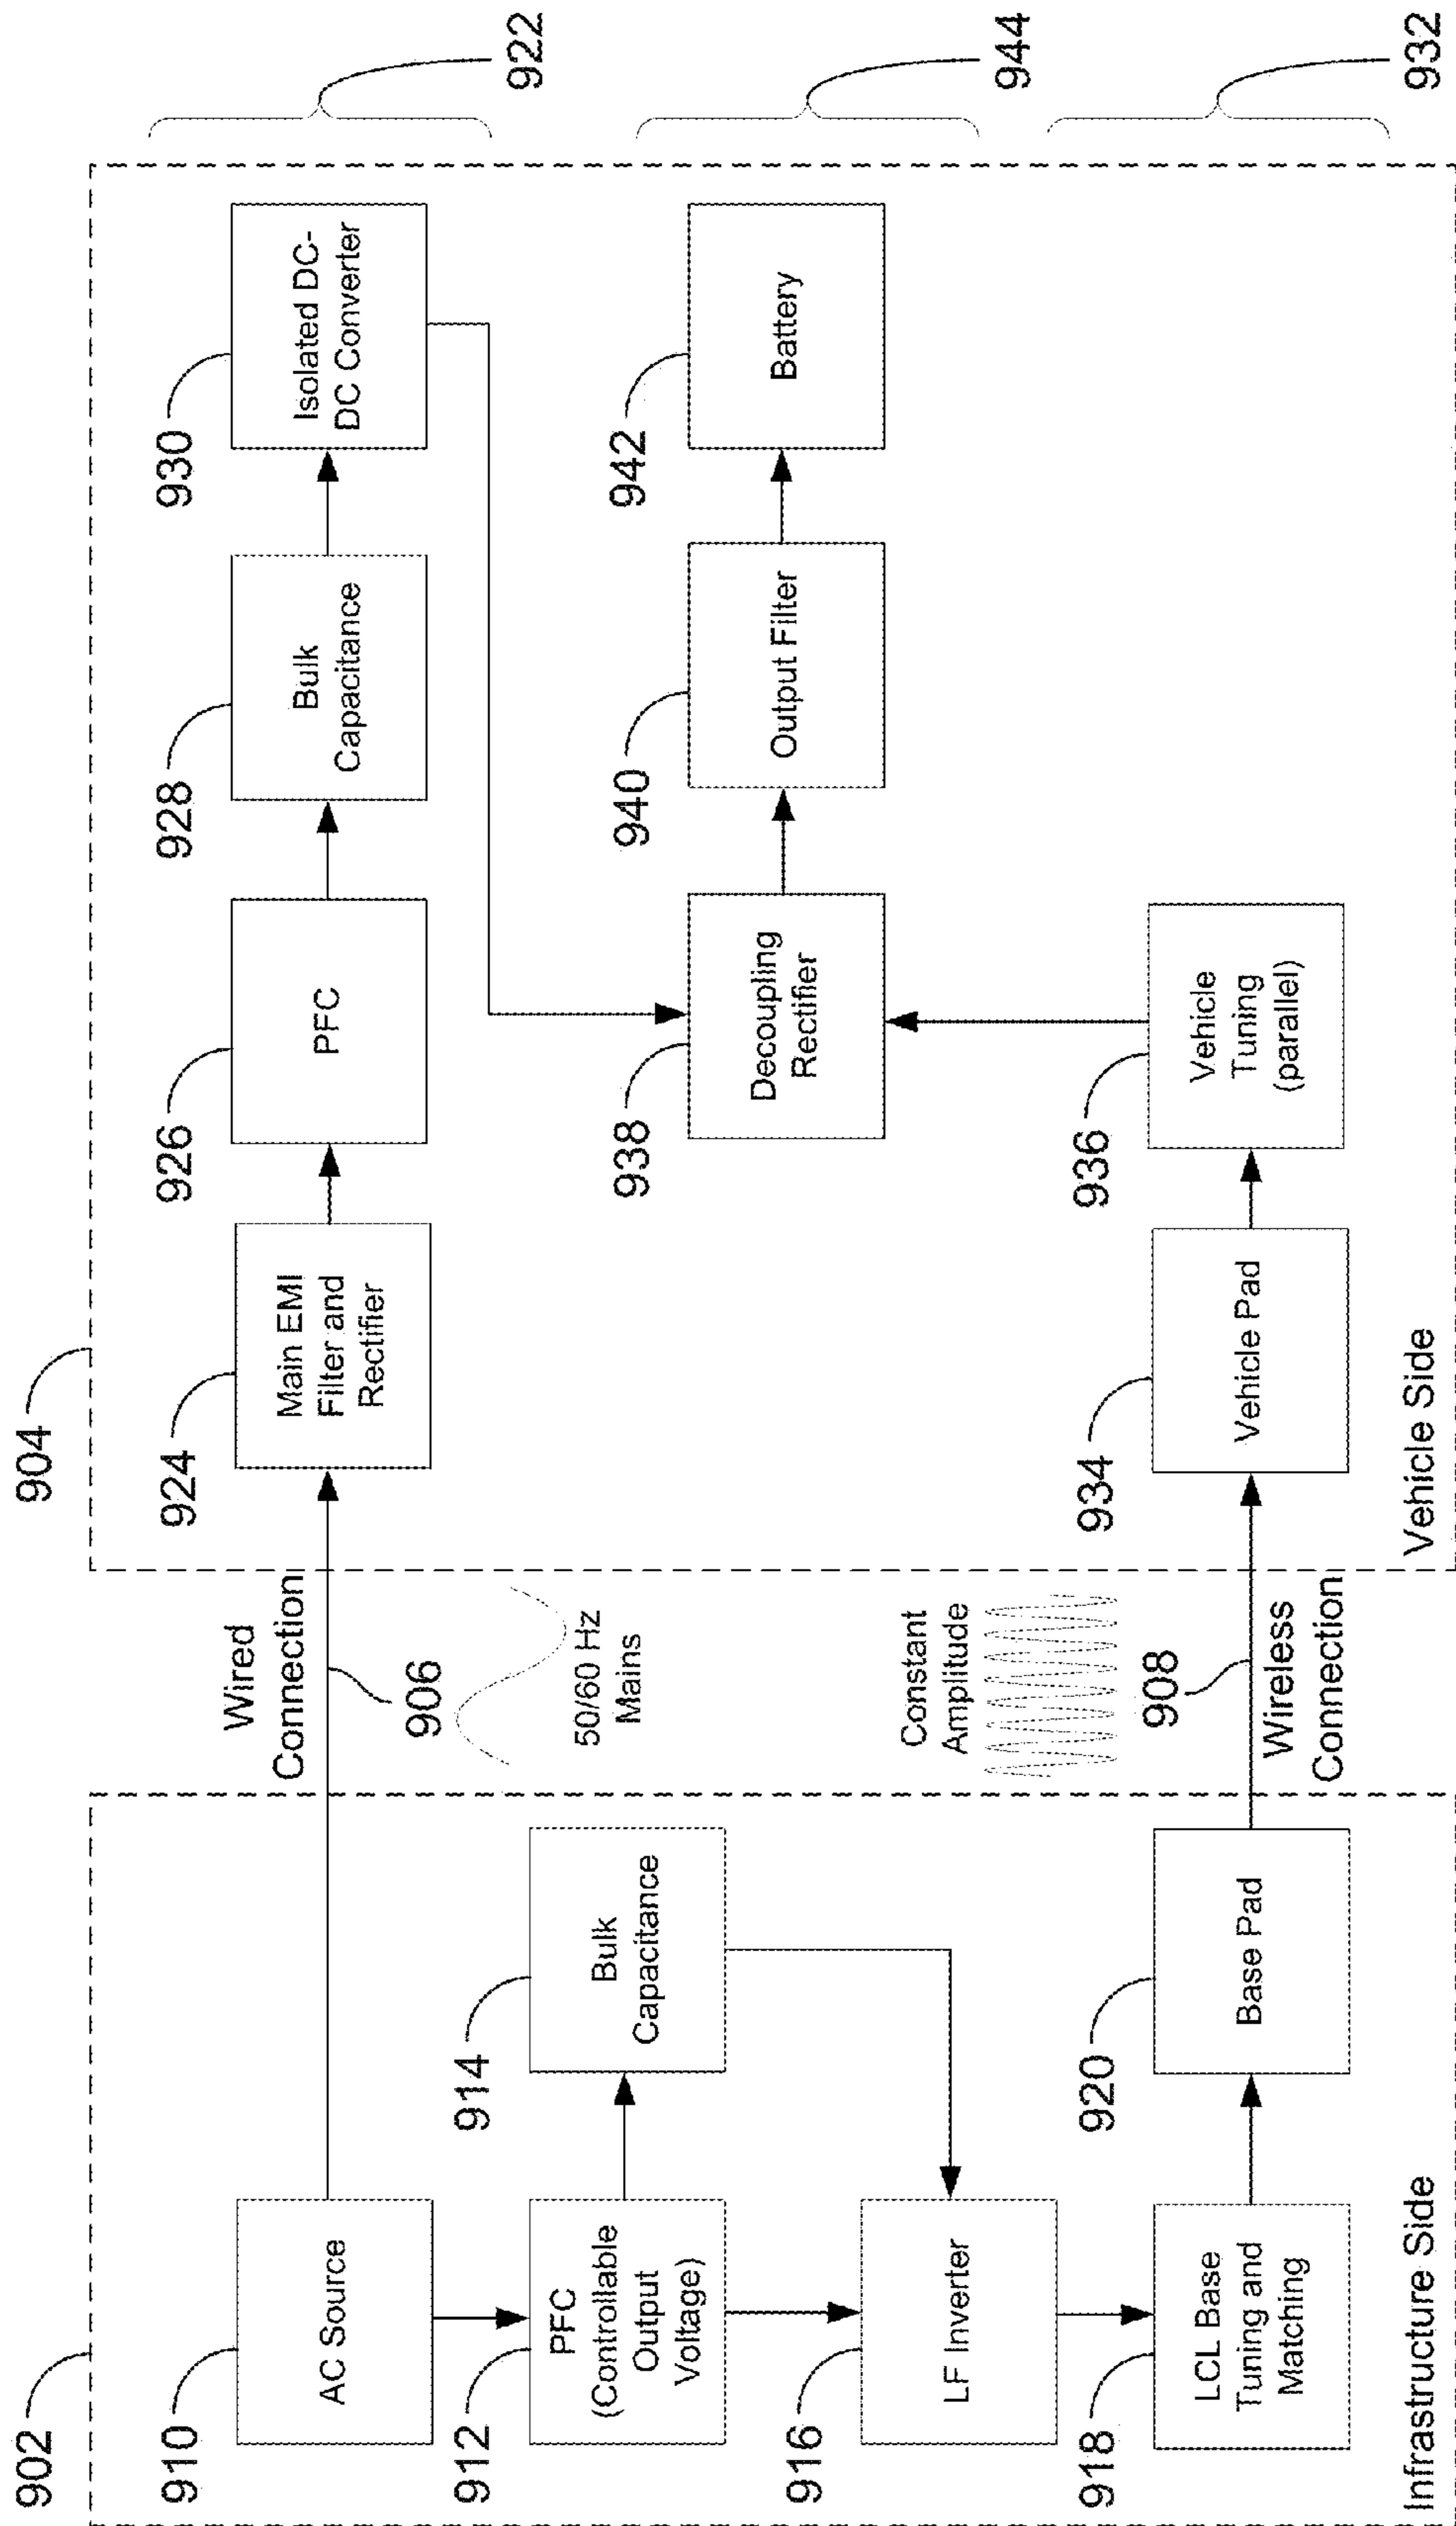 902
910
AC Source
912
PFC
(Controllable
Output
Voltage)
914
Bulk
Capacitance
916
LF Inverter
918
LCL Base
Tuning and
Matching
920
Base Pad
Infrastructure Side
Wired
Connection
906
50/60 Hz
Mains
Constant
Amplitude
908
Wireless
Connection
904
924
Main EMI
Filter and
Rectifier
926
PFC
928
Bulk
Capacitance
930
Isolated DC-
DC Converter
922
938
Decoupling
Rectifier
940
Output Filter
942
Battery
944
934
Vehicle Pad
936
Vehicle
Tuning
(parallel)
932
Vehicle Side